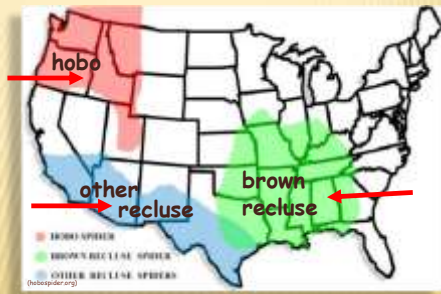 hobo
other
recluse
brown
recluse
HOBO SPIDER
BROWN RECLUSE SPIDER
OTHER RECLUSE SPIDERS
(hobospider.org)